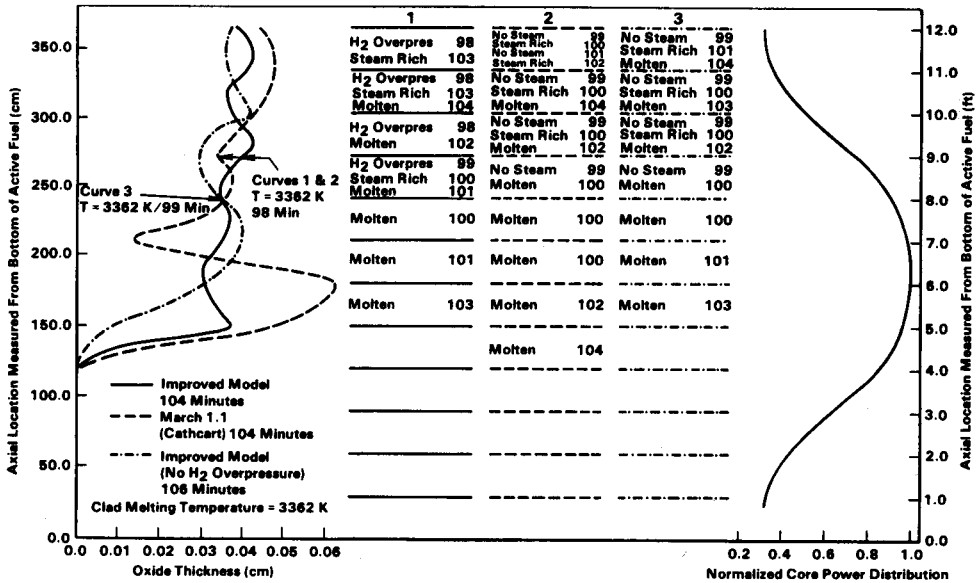 Axial Location Measured From Bottom of Active Fuel (cm)
350.0
300.0
250.0
200.0
150.0
100.0
50.0
0.0
0.0 0.01 0.02 0.03 0.04 0.05 0.06
Oxide Thickness (cm)
Curve 3
T = 3362 K/99 Min
Curves 1 & 2
T = 3362 K
98 Min
Improved Model
104 Minutes
March 1.1
(Cathcart) 104 Minutes
Improved Model
(No H2 Overpressure)
106 Minutes
Clad Melting Temperature = 3362 K
1
H2 Overpres 98
Steam Rich 103
H2 Overpres 98
Steam Rich 103
Molten 104
H2 Overpres 98
Molten 102
H2 Overpres 99
Steam Rich 100
Molten 101
Molten 100
Molten 101
Molten 103
2
No Steam 99
Steam Rich 100
No Steam 101
Steam Rich 102
No Steam 99
Steam Rich 100
Molten 104
No Steam 99
Steam Rich 100
Molten 102
No Steam 99
Molten 100
Molten 100
Molten 100
Molten 102
Molten 104
3
No Steam 99
Steam Rich 101
Molten 104
No Steam 99
Steam Rich 100
Molten 103
No Steam 99
Steam Rich 100
Molten 102
No Steam 99
Molten 100
Molten 100
Molten 101
Molten 103
12.0
11.0
10.0
9.0
8.0
7.0
6.0
5.0
4.0
3.0
2.0
1.0
0.0
Axial Location Measured From Bottom of Active Fuel (ft)
0.2 0.4 0.6 0.8 1.0
Normalized Core Power Distribution